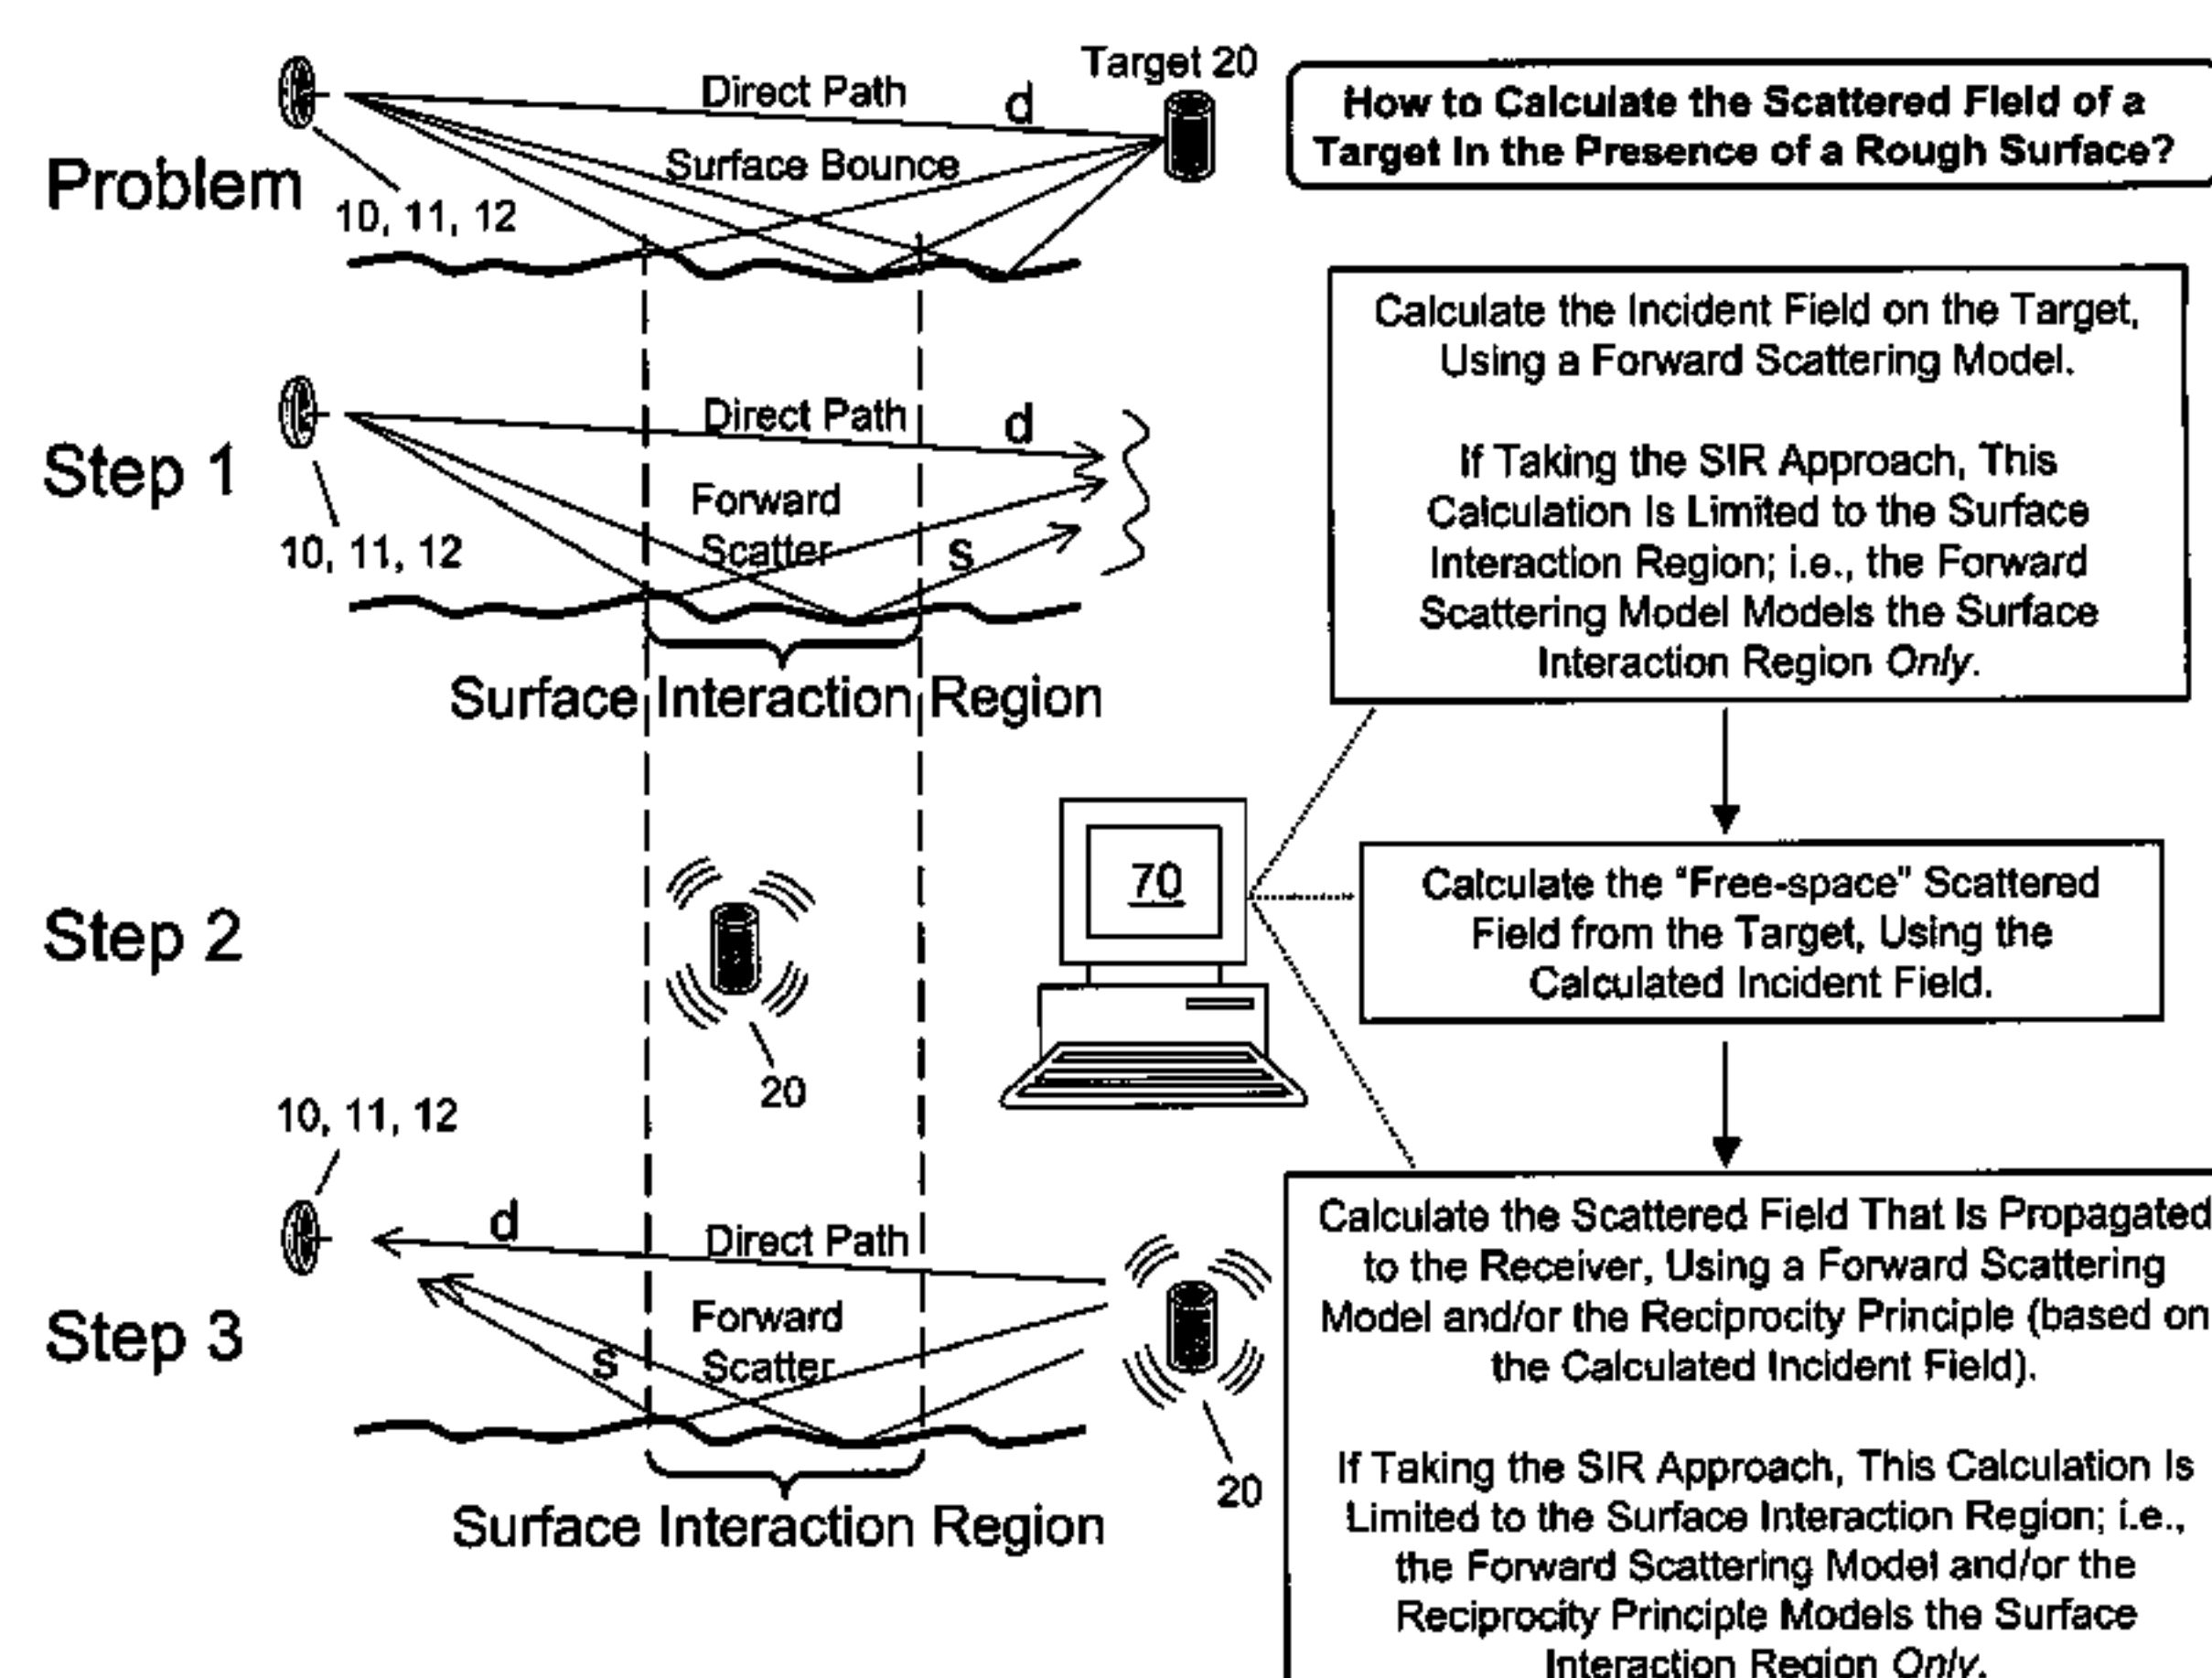 Problem
10, 11, 12
Direct Path
d
Surface Bounce
Target 20
How to Calculate the Scattered Field of a
Target In the Presence of a Rough Surface?
Step 1
10, 11, 12
Direct Path
d
Forward
Scatter
s
Surface Interaction Region
Calculate the Incident Field on the Target,
Using a Forward Scattering Model.
If Taking the SIR Approach, This
Calculation Is Limited to the Surface
Interaction Region; i.e., the Forward
Scattering Model Models the Surface
Interaction Region Only.
Step 2
20
70
Calculate the "Free-space" Scattered
Field from the Target, Using the
Calculated Incident Field.
Step 3
10, 11, 12
d
Direct Path
Forward
Scatter
s
20
Surface Interaction Region
Calculate the Scattered Field That Is Propagated
to the Receiver, Using a Forward Scattering
Model and/or the Reciprocity Principle (based on
the Calculated Incident Field).
If Taking the SIR Approach, This Calculation Is
Limited to the Surface Interaction Region; i.e.,
the Forward Scattering Model and/or the
Reciprocity Principle Models the Surface
Interaction Region Only.